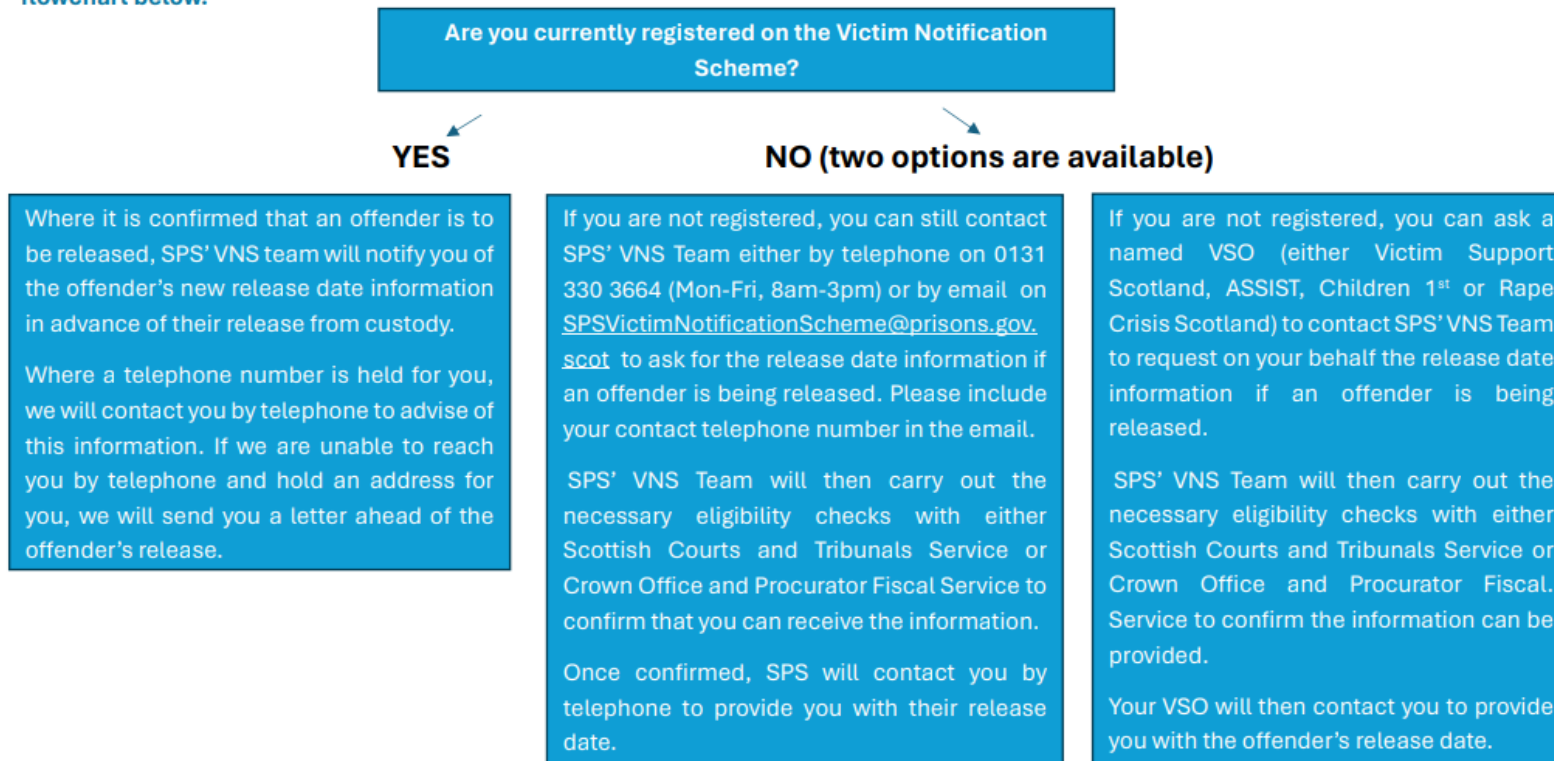 flowchart below.
Are you currently registered on the Victim Notification
Scheme?
YES
NO (two options are available)
Where it is confirmed that an offender is to
be released, SPS’ VNS team will notify you of
the offender’s new release date information
in advance of their release from custody.
Where a telephone number is held for you,
we will contact you by telephone to advise of
this information. If we are unable to reach
you by telephone and hold an address for
you, we will send you a letter ahead of the
offender’s release.
If you are not registered, you can still contact
SPS’ VNS Team either by telephone on 0131
330 3664 (Mon-Fri, 8am-3pm) or by email on
SPSVictimNotificationScheme@prisons.gov.
scot to ask for the release date information if
an offender is being released. Please include
your contact telephone number in the email.
SPS’ VNS Team will then carry out the
necessary eligibility checks with either
Scottish Courts and Tribunals Service or
Crown Office and Procurator Fiscal Service to
confirm that you can receive the information.
Once confirmed, SPS will contact you by
telephone to provide you with their release
date.
If you are not registered, you can ask a
named VSO (either Victim Support
Scotland, ASSIST, Children 1st or Rape
Crisis Scotland) to contact SPS’ VNS Team
to request on your behalf the release date
information if an offender is being
released.
SPS’ VNS Team will then carry out the
necessary eligibility checks with either
Scottish Courts and Tribunals Service or
Crown Office and Procurator Fiscal.
Service to confirm the information can be
provided.
Your VSO will then contact you to provide
you with the offender’s release date.